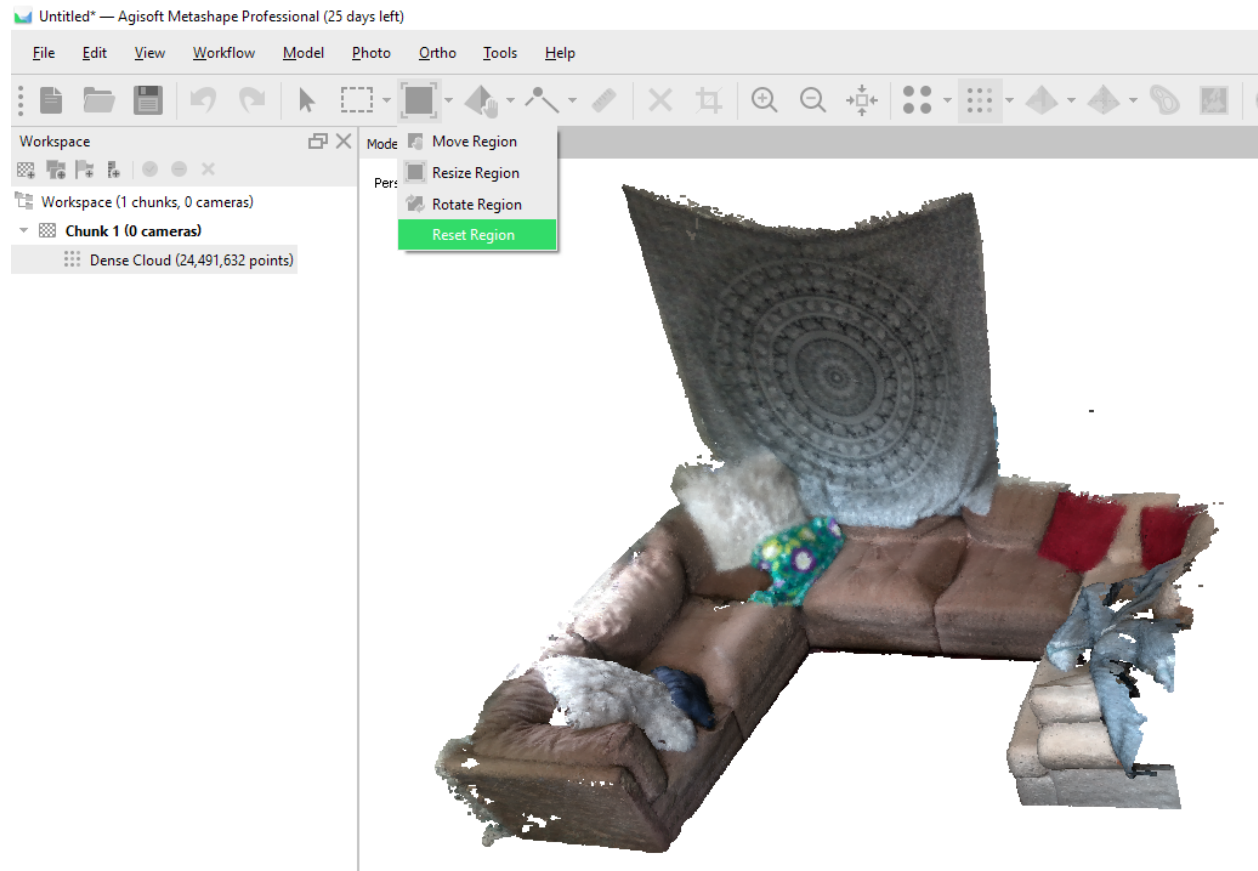 Untitled* — Agisoft Metashape Professional (25 days left)
File Edit View Workflow Model Photo Ortho Tools Help
Workspace
Mode
Move Region
Pers
Resize Region
Workspace (1 chunks, 0 cameras)
Rotate Region
Chunk 1 (0 cameras)
Reset Region
Dense Cloud (24,491,632 points)